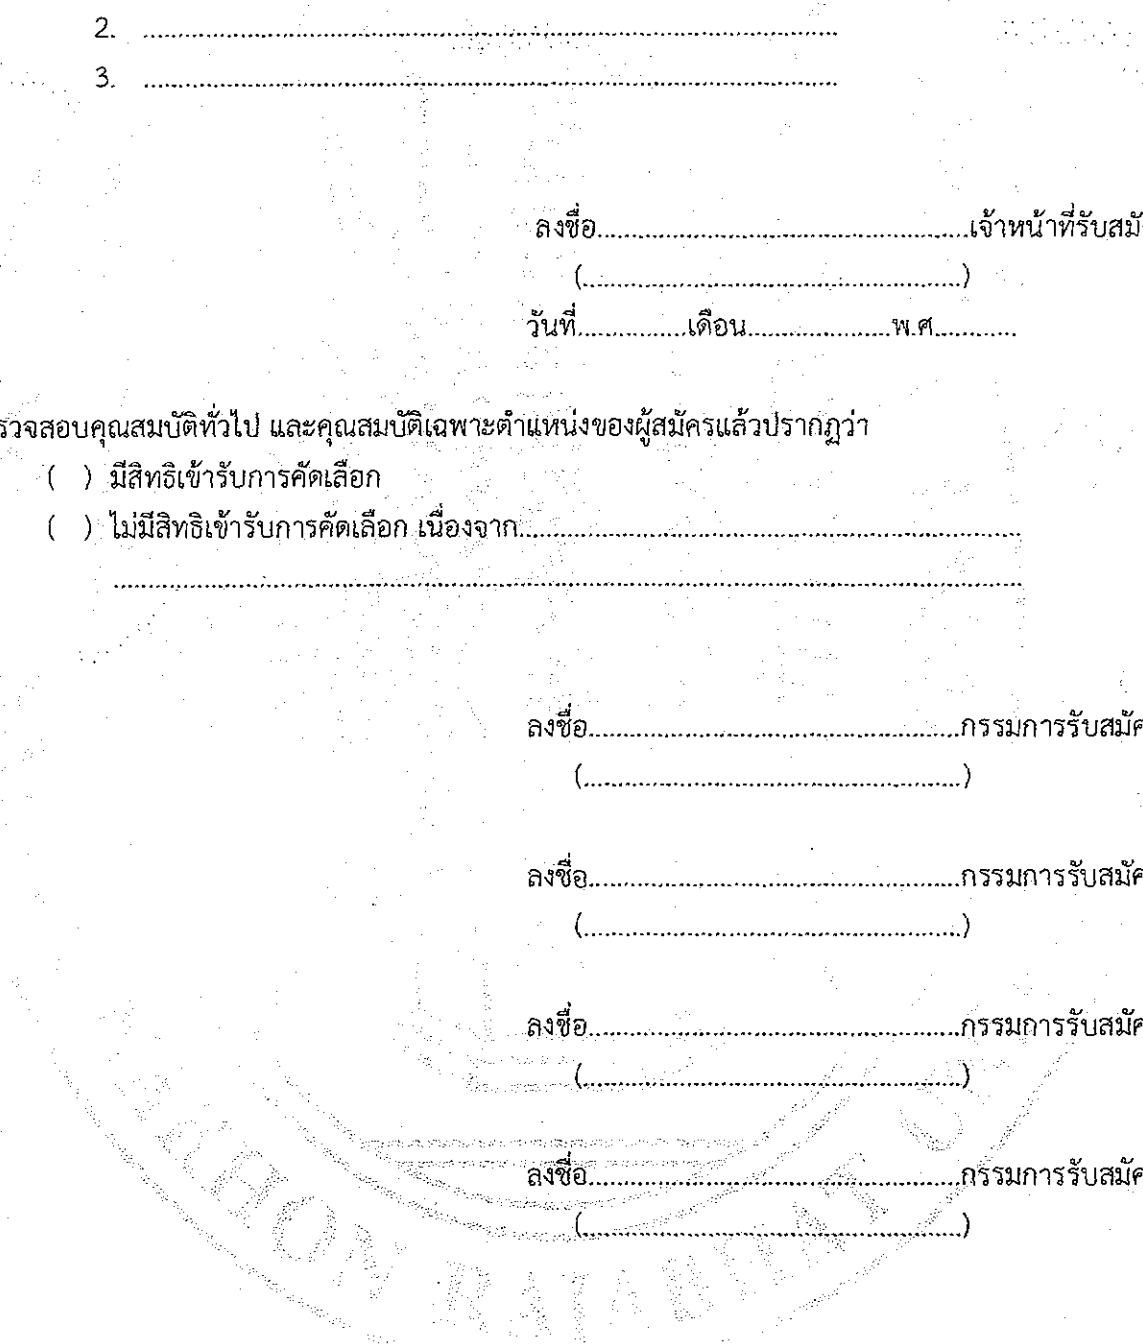 2. ....................................................................................
3. ....................................................................................
ลงชื่อ..................................................เจ้าหน้าที่รับสมั
(..................................................)
วันที่...............เดือน....................พ.ศ............
รวจสอบคุณสมบัติทั่วไป และคุณสมบัติเฉพาะตำแหน่งของผู้สมัครแล้วปรากฏว่า
( ) มีสิทธิเข้ารับการคัดเลือก
( ) ไม่มีสิทธิเข้ารับการคัดเลือก เนื่องจาก......................................................................
....................................................................................................
ลงชื่อ..................................................กรรมการรับสมัค
(..................................................)
ลงชื่อ..................................................กรรมการรับสมัค
(..................................................)
ลงชื่อ..................................................กรรมการรับสมัค
(..................................................)
ลงชื่อ..................................................กรรมการรับสมัค
(..................................................)